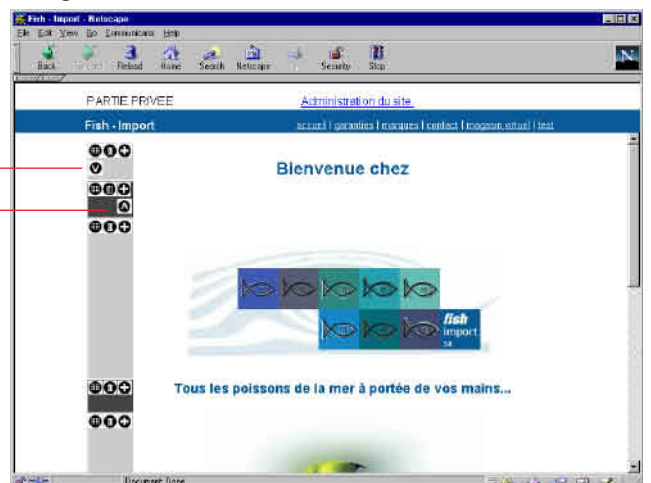 Fish - Import - Netscape
File Edit View Go Communicator Help
Back Reload Home Search Netscape Security Stop
N
PARTIE PRIVEE Administration du site
Fish - Import accueil | garanties | marques | contact | magasin virtuel | test
V
Bienvenue chez
fish
import
sa
Tous les poissons de la mer à portée de vos mains...
Document: Done